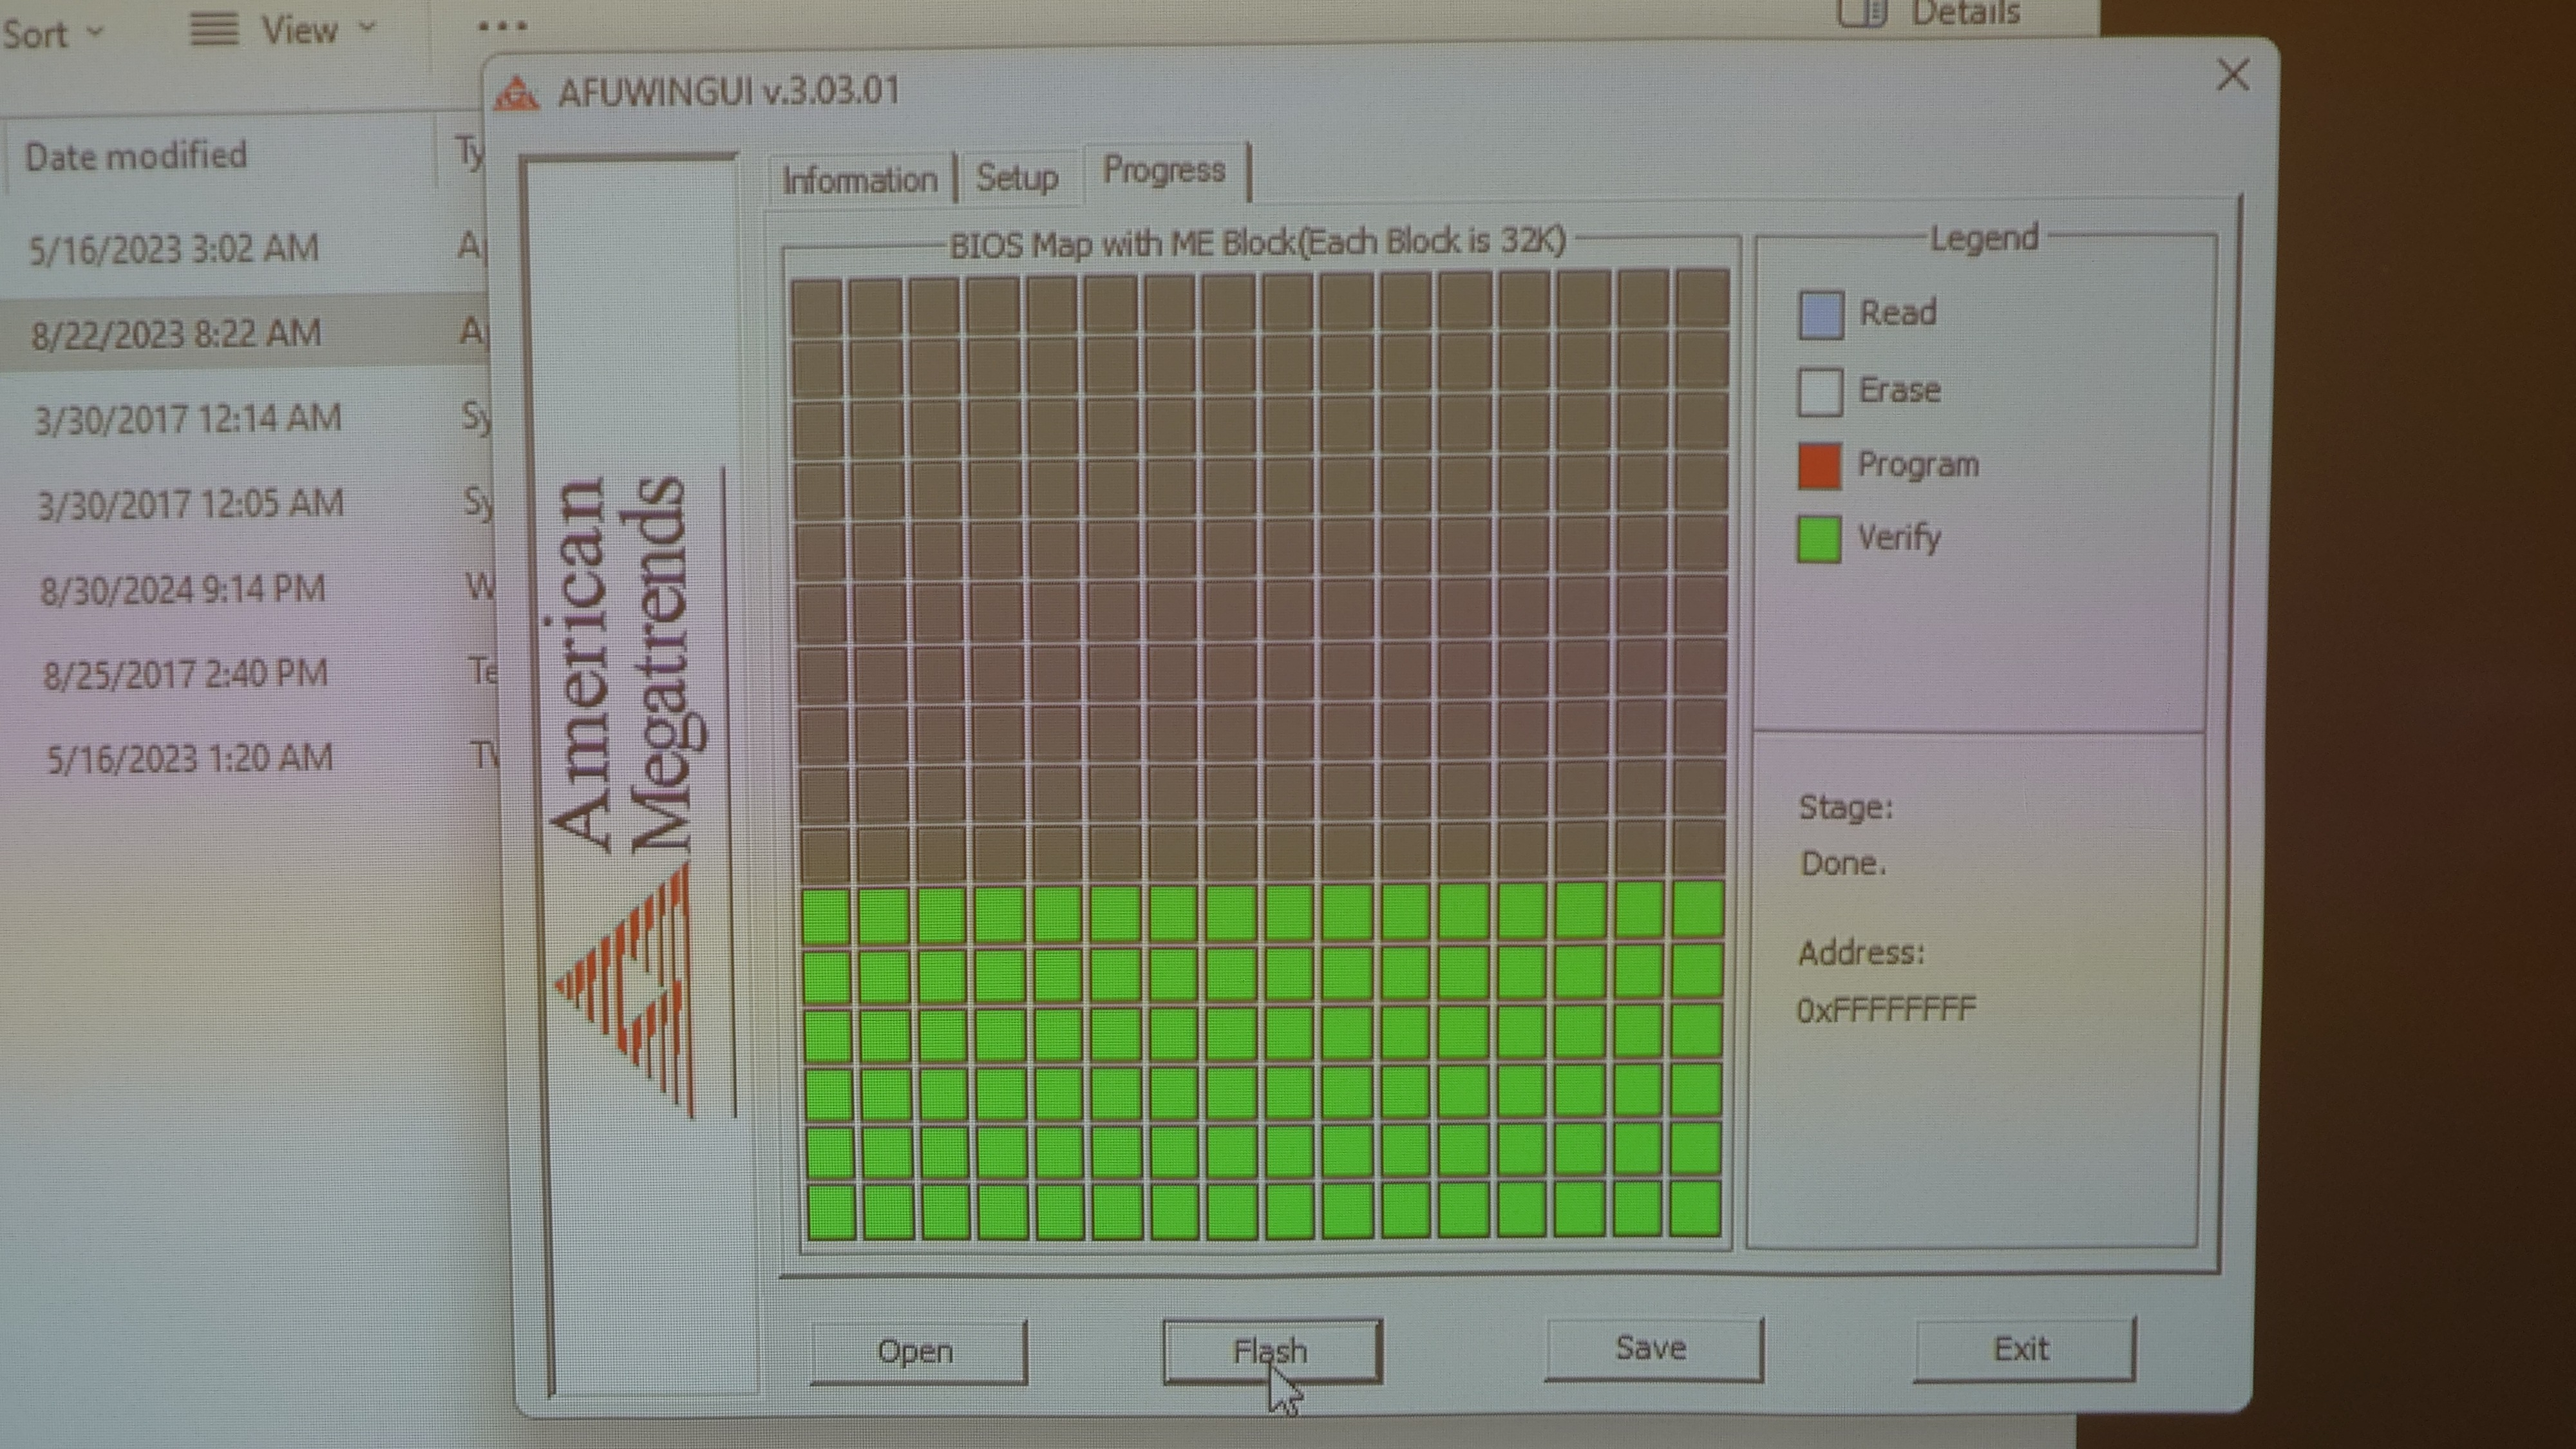 Sort
View
Details
AFUWINGUI v.3.03.01
Date modified
Information
Setup
Progress
BIOS Map with ME Block(Each Block is 32K)
Legend
5/16/2023 3:02 AM
8/22/2023 8:22 AM
3/30/2017 12:14 AM
3/30/2017 12:05 AM
8/30/2024 9:14 PM
8/25/2017 2:40 PM
5/16/2023 1:20 AM
American
Megatrends
Read
Erase
Program
Verify
Stage:
Done.
Address:
0xFFFFFFFF
Open
Flash
Save
Exit